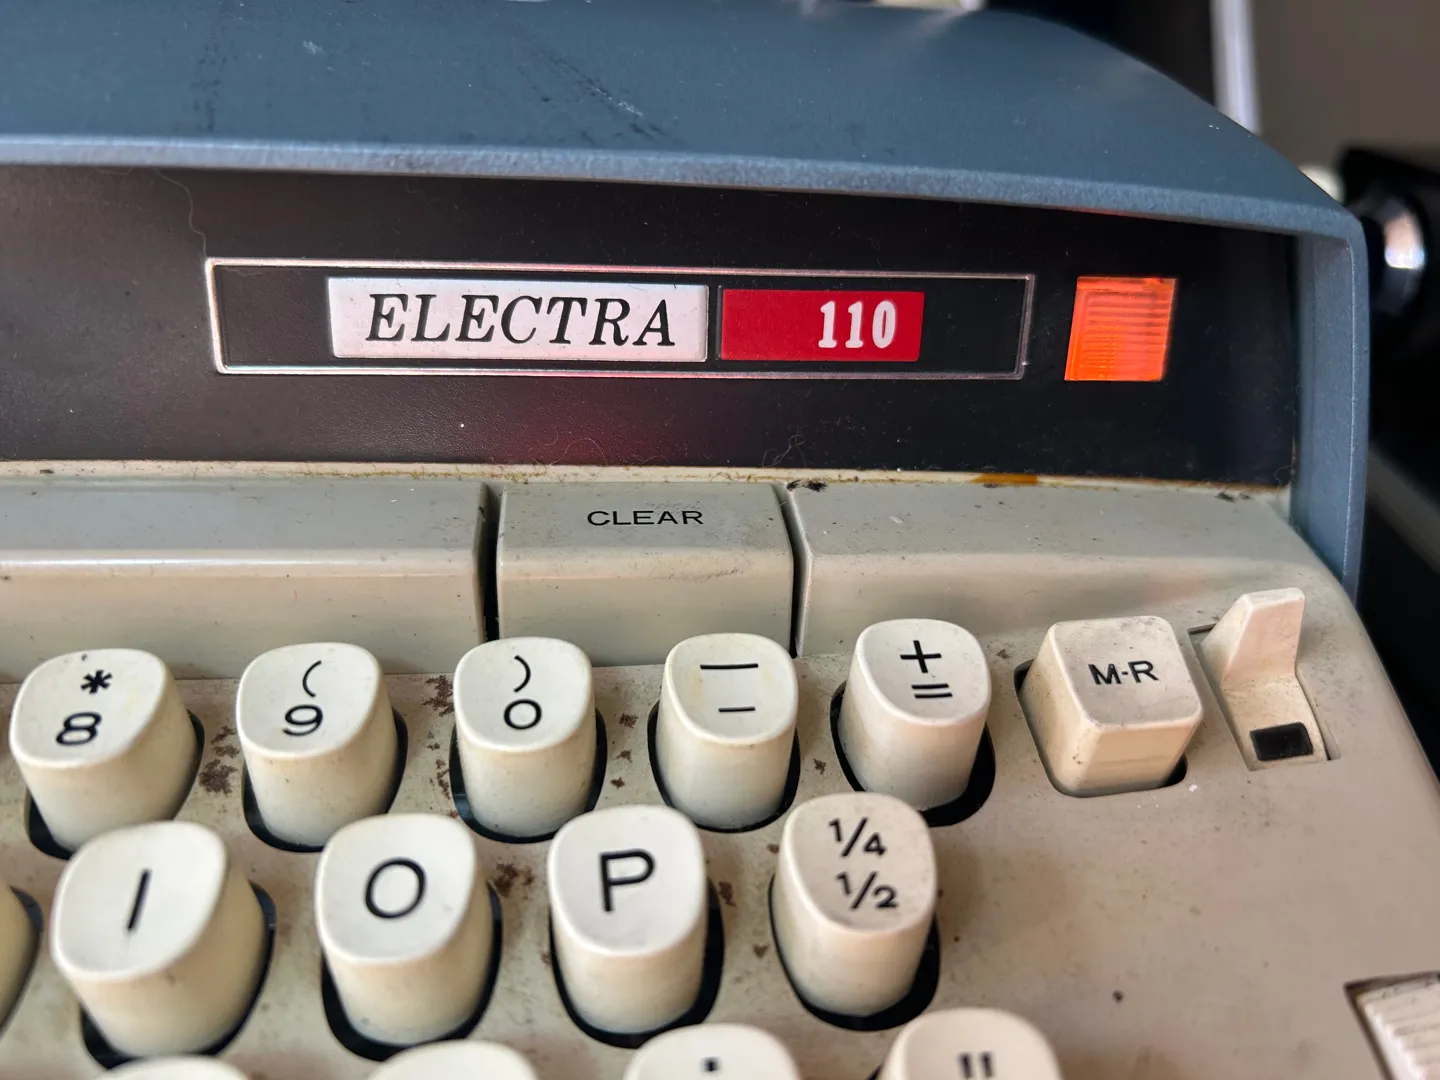 ELECTRA 110
CLEAR
* ( ) — +
8 9 0 - = M-R
I O P ¼ ½
"